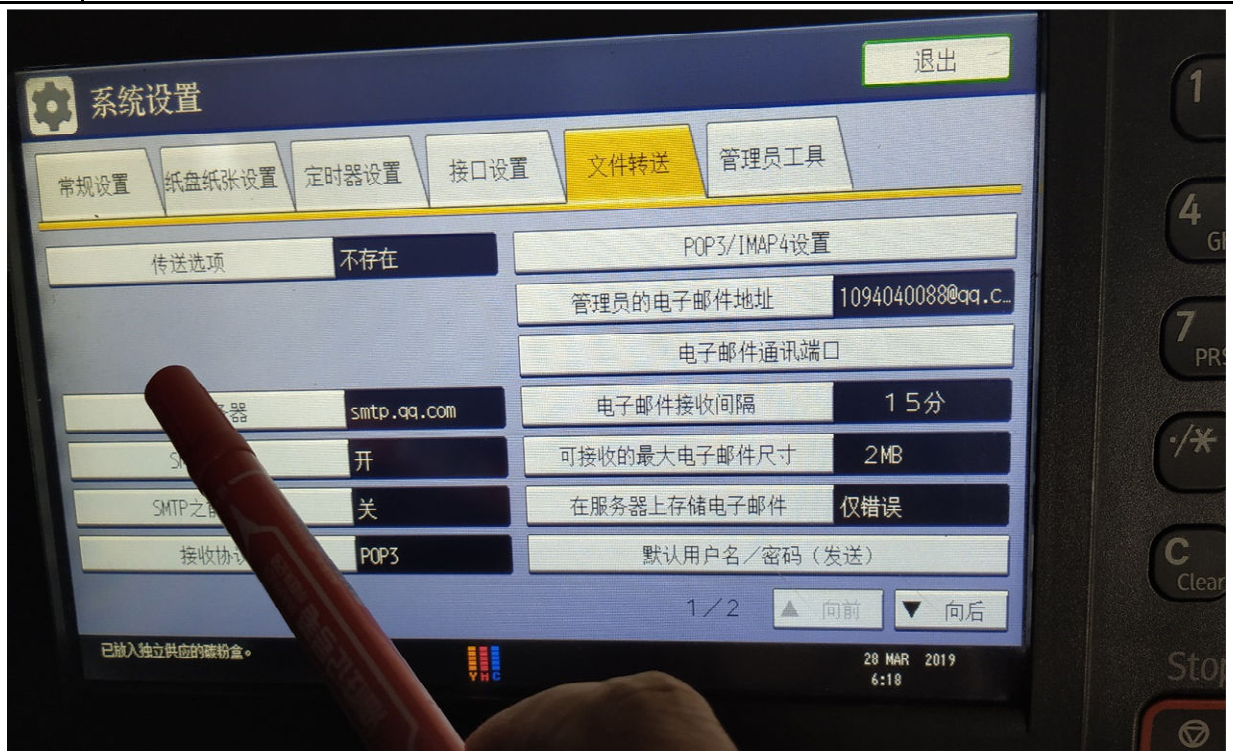 系统设置
退出
常规设置
纸盘纸张设置
定时器设置
接口设置
文件转送
管理员工具
传送选项 不存在
POP3/IMAP4设置
管理员的电子邮件地址 1094040088@qq.c…
电子邮件通讯端口
器 smtp.qq.com
电子邮件接收间隔 15分
开
可接收的最大电子邮件尺寸 2MB
SMTP之 关
在服务器上存储电子邮件 仅错误
接收协 POP3
默认用户名/密码(发送)
1/2 ▲ 向前 ▼ 向后
已放入独立供应的碳粉盒。
Y M C
28 MAR 2019
6:18
1
4
7
PRS
./*
C
Clear
Stop